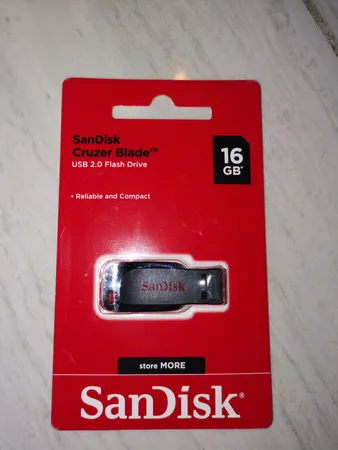 SanDisk
Cruzer Blade™
USB 2.0 Flash Drive
16
GB*
• Reliable and Compact
SanDisk
store MORE
SanDisk®